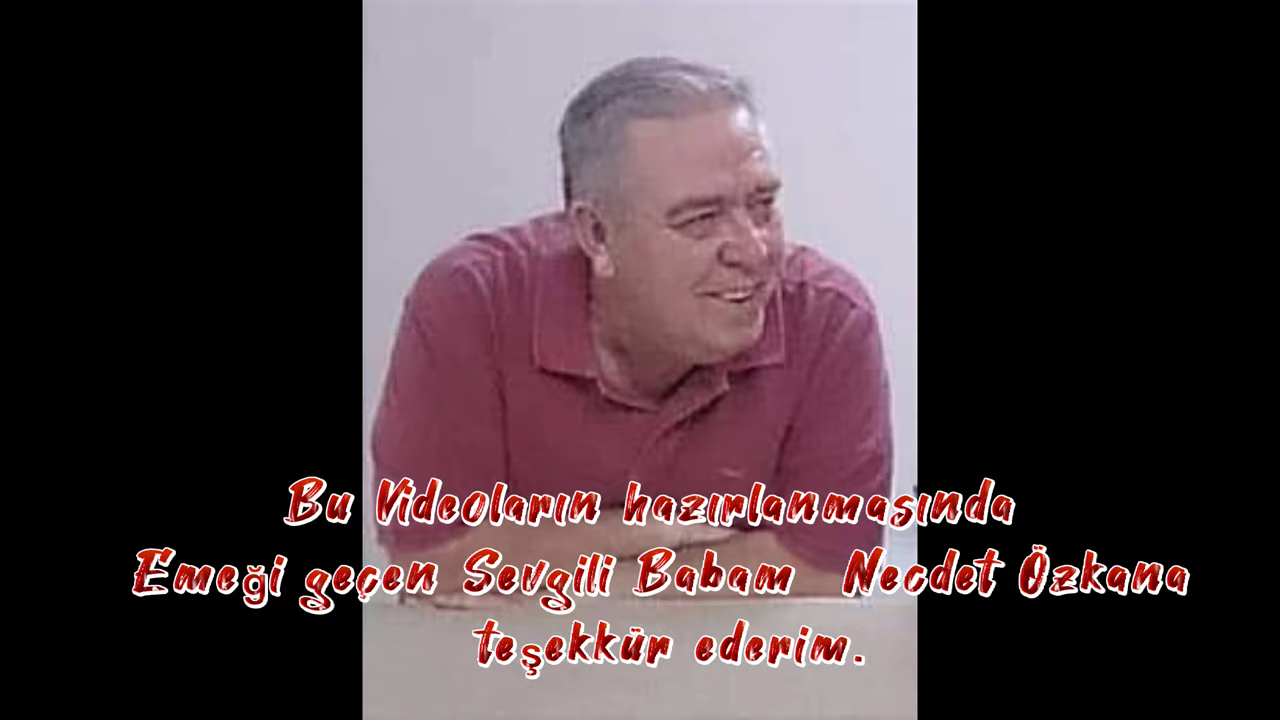 Bu Videoların hazırlanmasında
Emeği geçen Sevgili Babam Necdet Özkana
teşekkür ederim.